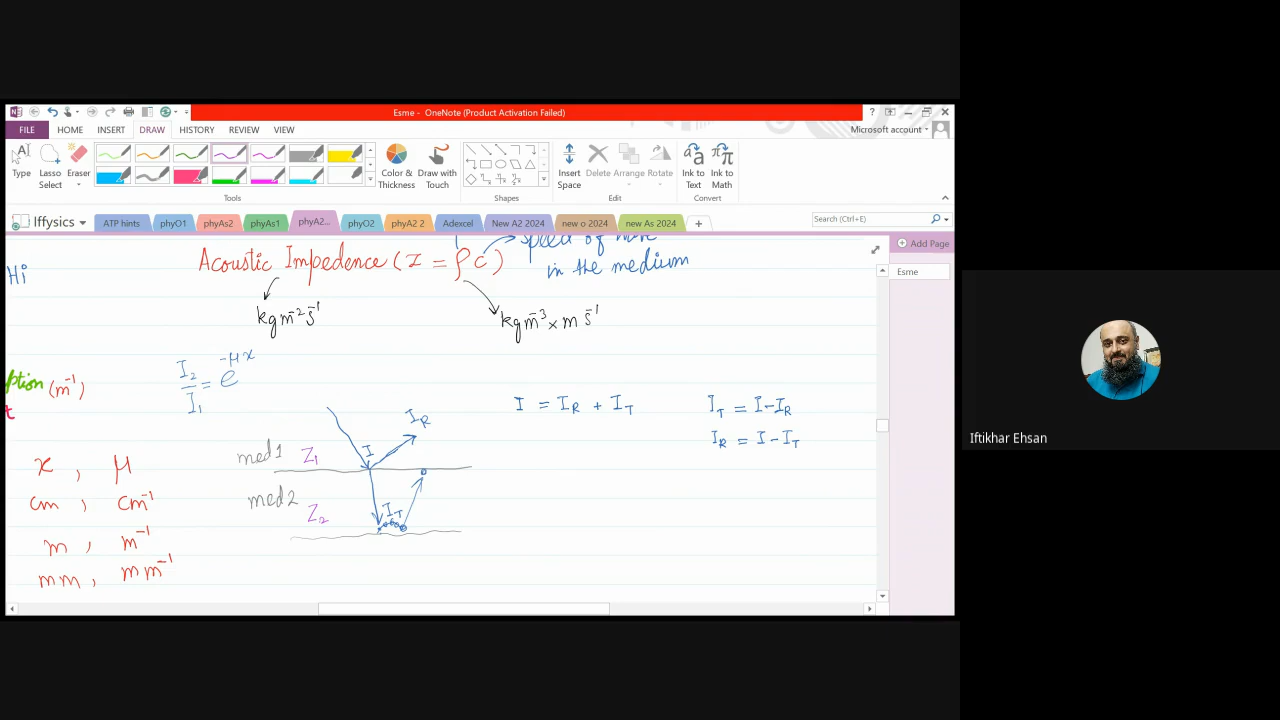 Esme - OneNote (Product Activation Failed)
FILE HOME INSERT DRAW HISTORY REVIEW VIEW
Microsoft account
Type
Lasso Select
Eraser
Color & Thickness
Draw with Touch
Insert Space
Delete
Arrange
Rotate
Ink to Text
Ink to Math
Tools
Shapes
Edit
Convert
Iffysics
ATP hints
phyO1
phyAs2
phyAs1
phyA2...
phyO2
phyA2 2
Adexcel
New A2 2024
new o 2024
new As 2024
Search (Ctrl+E)
Add Page
Esme
speed of wave
in the medium
Acoustic Impedence (Z = ρc)
Hi
kg m⁻² s⁻¹
kg m⁻³ × m s⁻¹
I₂/I₁ = e^-μx
ption (m⁻¹)
t
I = I_R + I_T
I_T = I - I_R
I_R = I - I_T
I_R
I
med1 Z₁
med2 Z₂
I_T
x , μ
cm , cm⁻¹
m , m⁻¹
mm , mm⁻¹
Iftikhar Ehsan